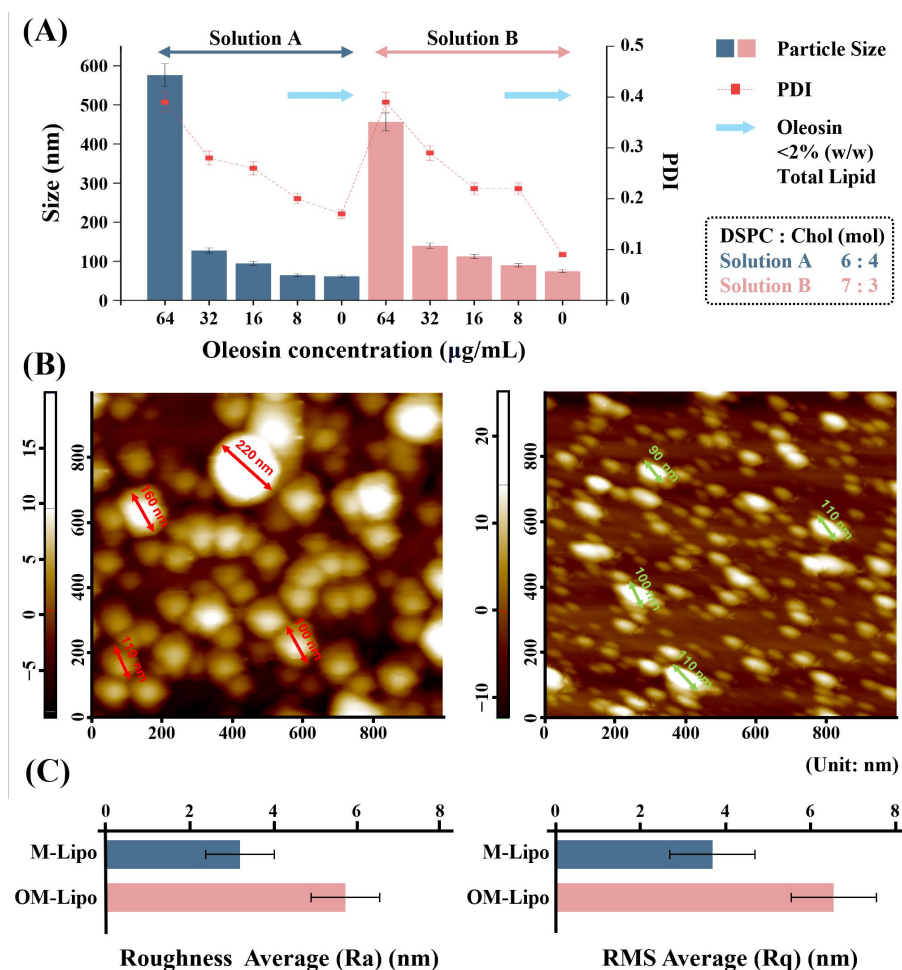 (A)
Solution A
Solution B
600
500
400
300
200
100
0
Size (nm)
0.5
0.4
0.3
0.2
0.1
0
PDI
64
32
16
8
0
64
32
16
8
0
Oleosin concentration (μg/mL)
Particle Size
PDI
Oleosin
<2% (w/w)
Total Lipid
DSPC : Chol (mol)
Solution A 6 : 4
Solution B 7 : 3
(B)
15
10
5
0
−5
800
600
400
200
0
220 nm
160 nm
110 nm
100 nm
0
200
400
600
800
20
10
0
−10
800
600
400
200
0
90 nm
110 nm
100 nm
110 nm
0
200
400
600
800
(Unit: nm)
(C)
0
2
4
6
8
M-Lipo
OM-Lipo
Roughness Average (Ra) (nm)
0
2
4
6
8
M-Lipo
OM-Lipo
RMS Average (Rq) (nm)